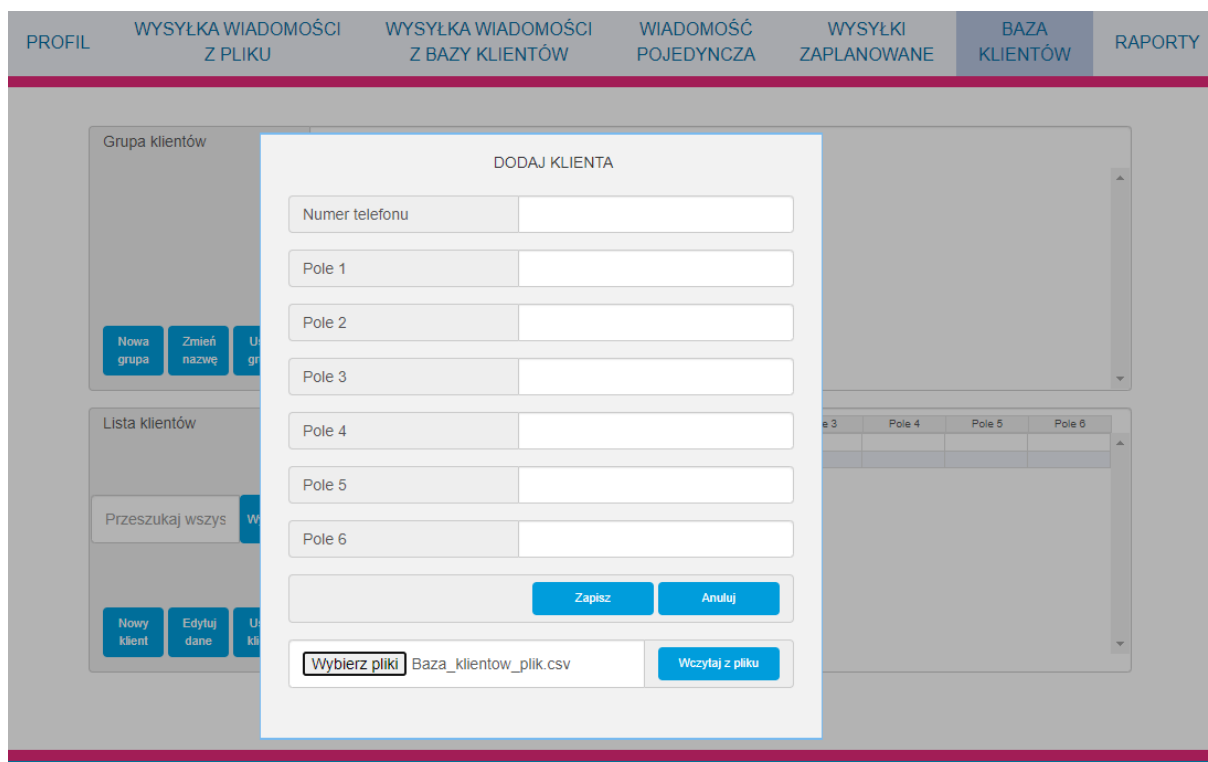 PROFIL
WYSYŁKA WIADOMOŚCI
Z PLIKU
WYSYŁKA WIADOMOŚCI
Z BAZY KLIENTÓW
WIADOMOŚĆ
POJEDYNCZA
WYSYŁKI
ZAPLANOWANE
BAZA
KLIENTÓW
RAPORTY
Grupa klientów
Nowa
grupa
Zmień
nazwę
DODAJ KLIENTA
Numer telefonu
Pole 1
Pole 2
Pole 3
Pole 4
Pole 5
Pole 6
Zapisz
Anuluj
Wybierz pliki Baza_klientow_plik.csv
Wczytaj z pliku
Lista klientów
Przeszukaj wszys
Nowy
klient
Edytuj
dane
e 3
Pole 4
Pole 5
Pole 6